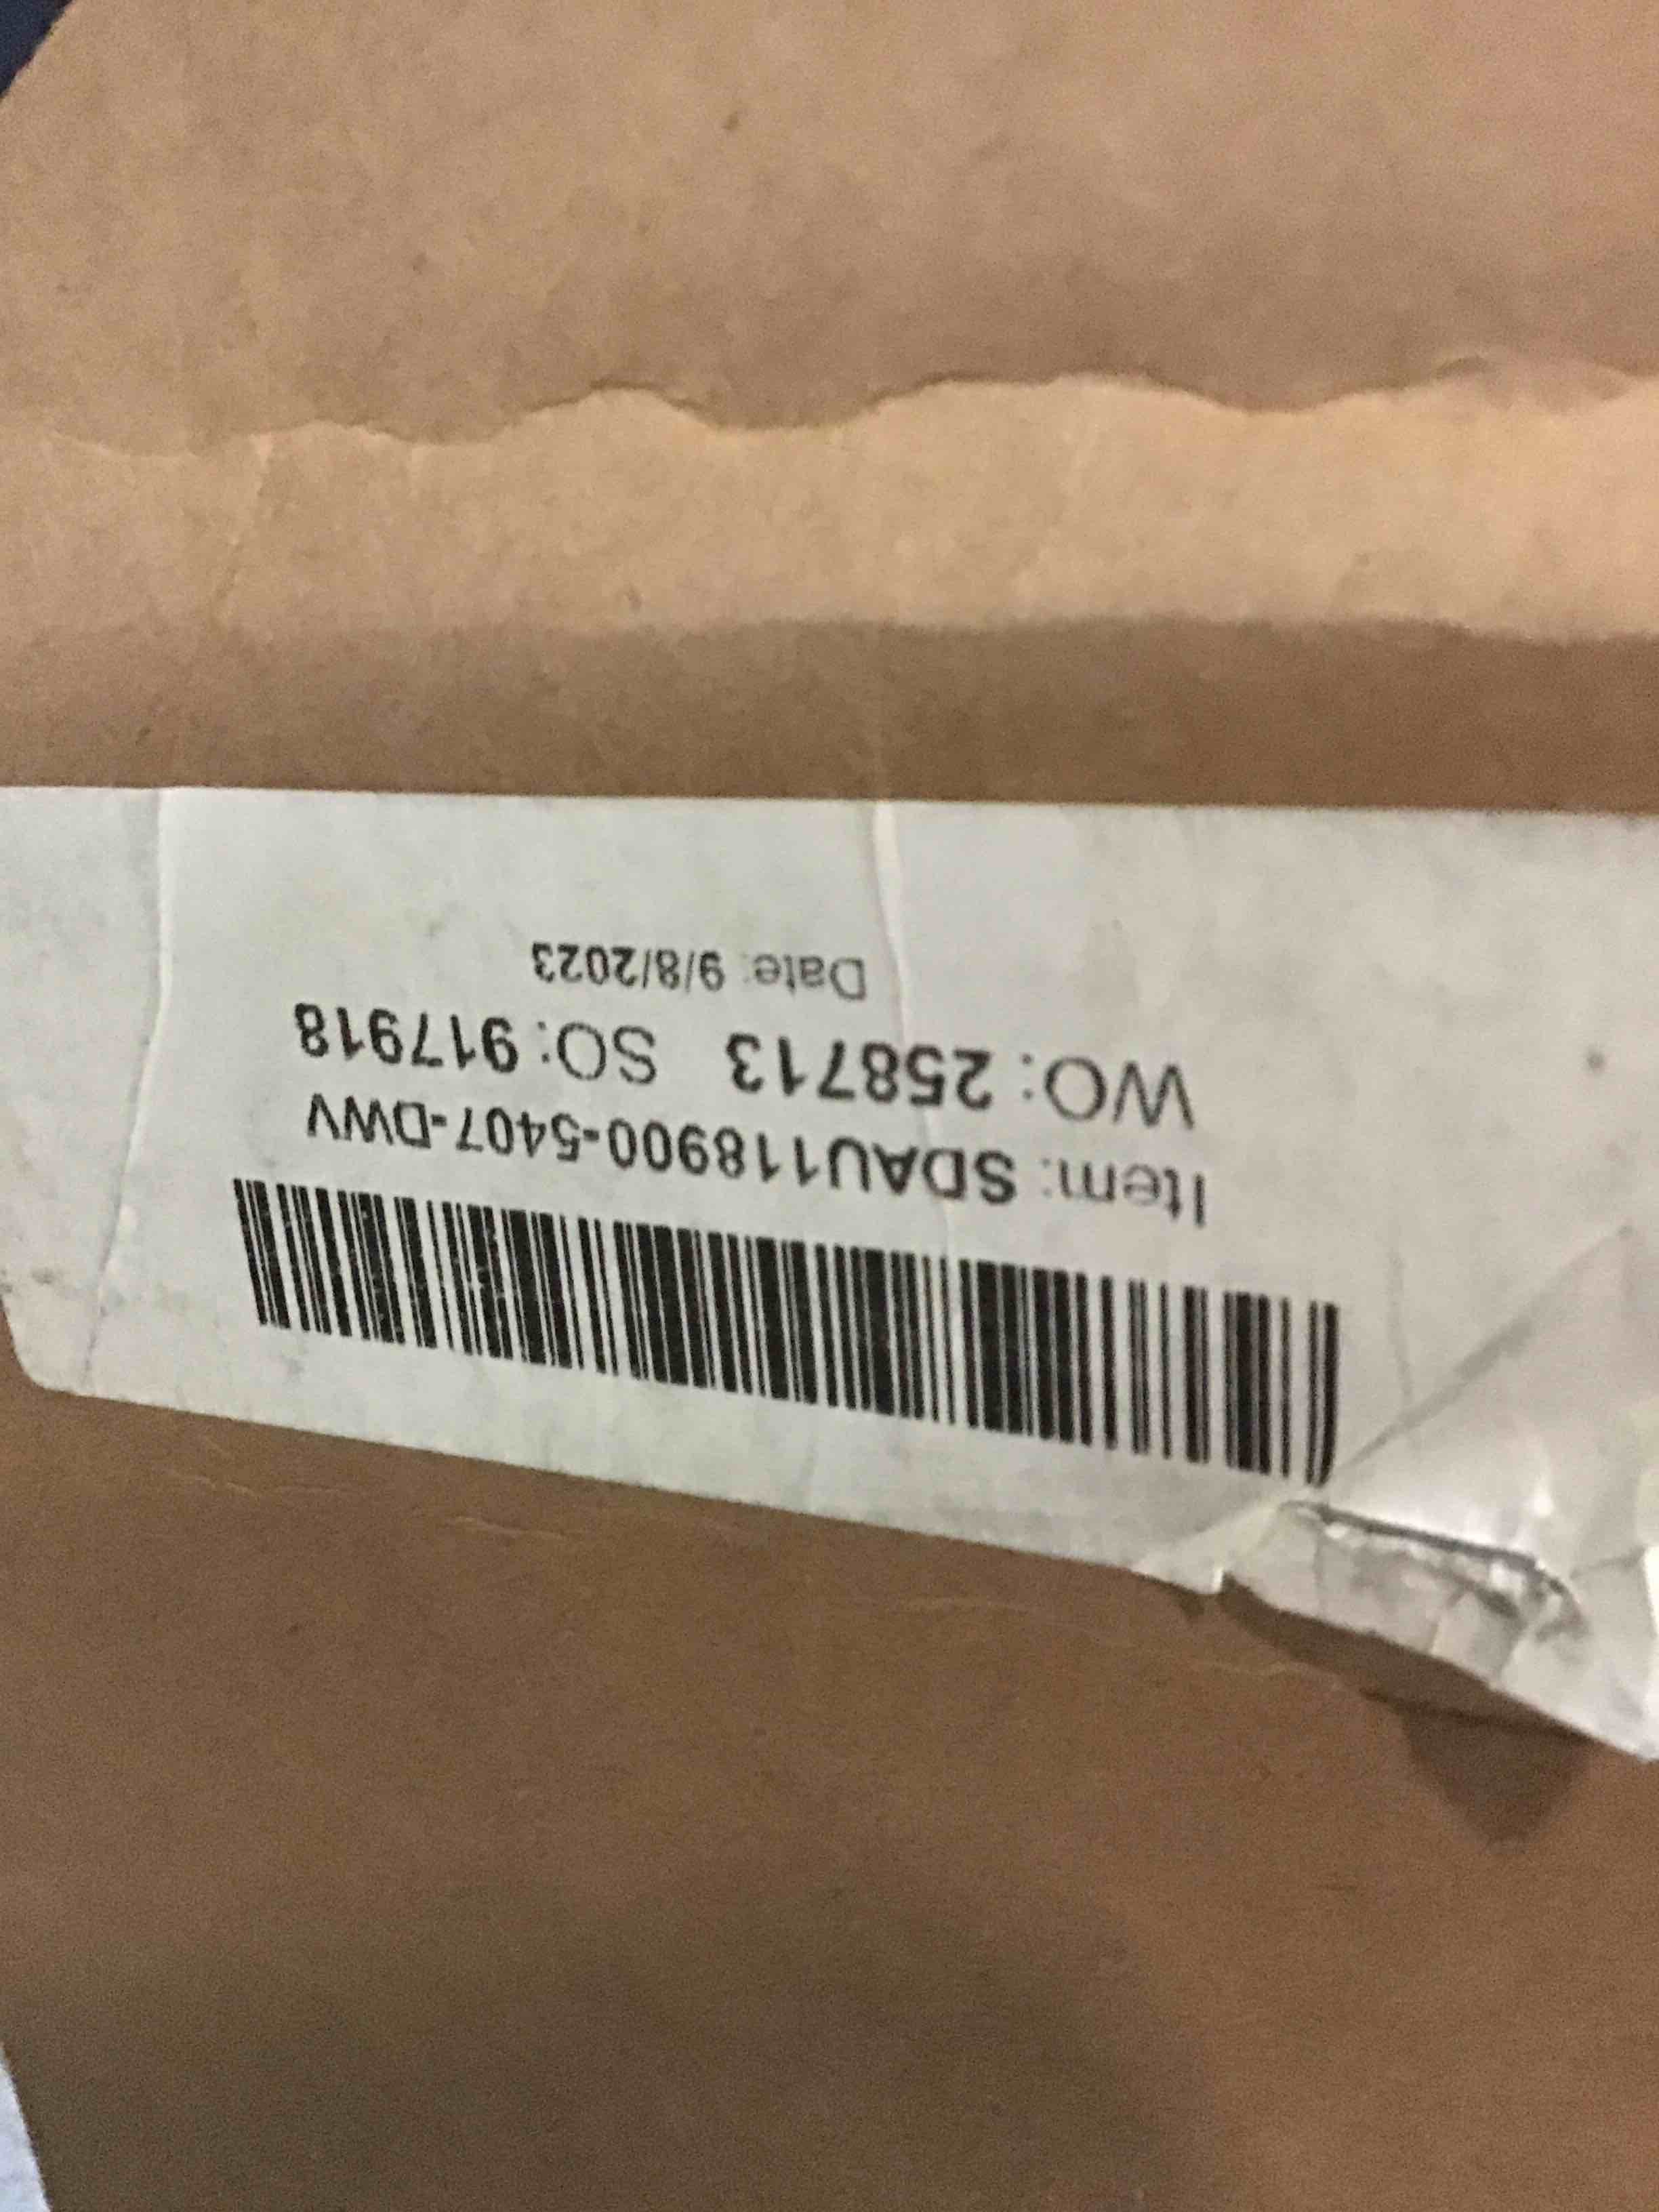 Item: SDAU118900-5407-DWV
WO: 258713 SO: 917918
Date: 9/8/2023